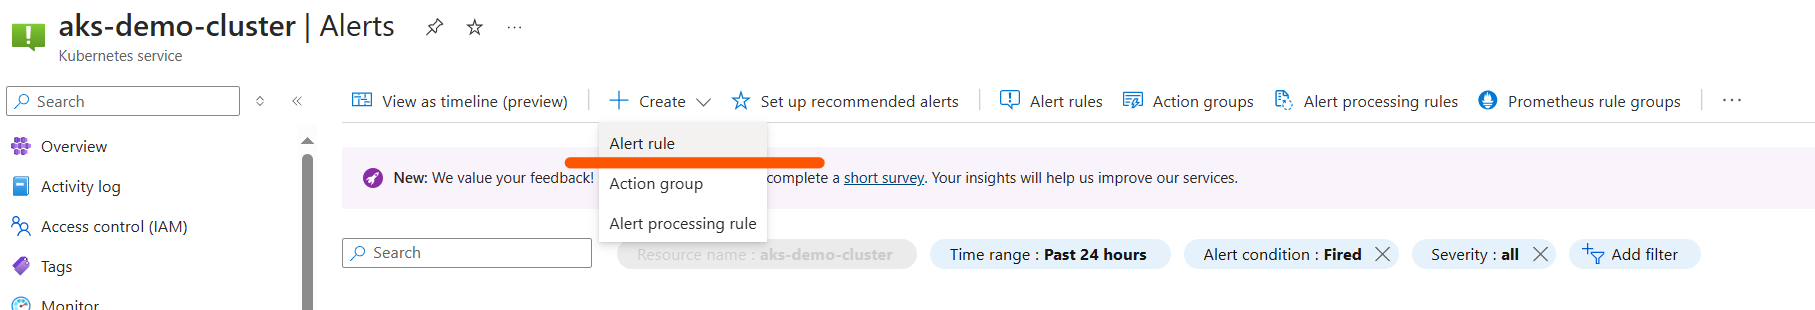 aks-demo-cluster | Alerts
Kubernetes service
Search
View as timeline (preview)
Create
Set up recommended alerts
Alert rules
Action groups
Alert processing rules
Prometheus rule groups
Overview
Activity log
Access control (IAM)
Tags
Monitor
Alert rule
Action group
Alert processing rule
New: We value your feedback!
complete a short survey. Your insights will help us improve our services.
Search
Resource name : aks-demo-cluster
Time range : Past 24 hours
Alert condition : Fired
Severity : all
Add filter